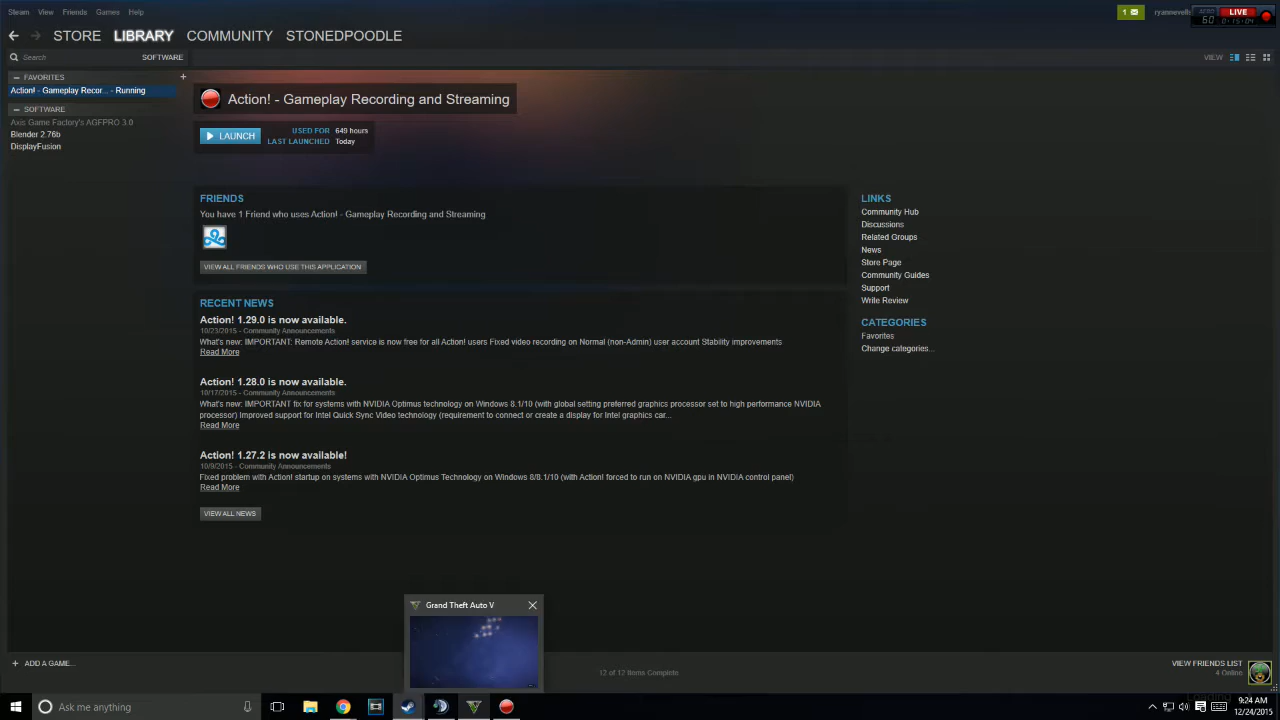 Steam View Friends Games Help
1
ryannevelb
AERO
50
LIVE
0:15:04
STORE LIBRARY COMMUNITY STONEDPOODLE
Search SOFTWARE
VIEW
FAVORITES
Action! - Gameplay Recor... - Running
SOFTWARE
Axis Game Factory's AGFPRO 3.0
Blender 2.76b
DisplayFusion
Action! - Gameplay Recording and Streaming
LAUNCH
USED FOR 649 hours
LAST LAUNCHED Today
FRIENDS
You have 1 Friend who uses Action! - Gameplay Recording and Streaming
VIEW ALL FRIENDS WHO USE THIS APPLICATION
RECENT NEWS
Action! 1.29.0 is now available.
10/23/2015 - Community Announcements
What's new: IMPORTANT: Remote Action! service is now free for all Action! users Fixed video recording on Normal (non-Admin) user account Stability improvements
Read More
Action! 1.28.0 is now available.
10/17/2015 - Community Announcements
What's new: IMPORTANT fix for systems with NVIDIA Optimus technology on Windows 8.1/10 (with global setting preferred graphics processor set to high performance NVIDIA
processor) Improved support for Intel Quick Sync Video technology (requirement to connect or create a display for Intel graphics car...
Read More
Action! 1.27.2 is now available!
10/9/2015 - Community Announcements
Fixed problem with Action! startup on systems with NVIDIA Optimus Technology on Windows 8/8.1/10 (with Action! forced to run on NVIDIA gpu in NVIDIA control panel)
Read More
VIEW ALL NEWS
LINKS
Community Hub
Discussions
Related Groups
News
Store Page
Community Guides
Support
Write Review
CATEGORIES
Favorites
Change categories...
Grand Theft Auto V
ADD A GAME...
12 of 12 Items Complete
VIEW FRIENDS LIST
4 Online
Ask me anything
9:24 AM
12/24/2015